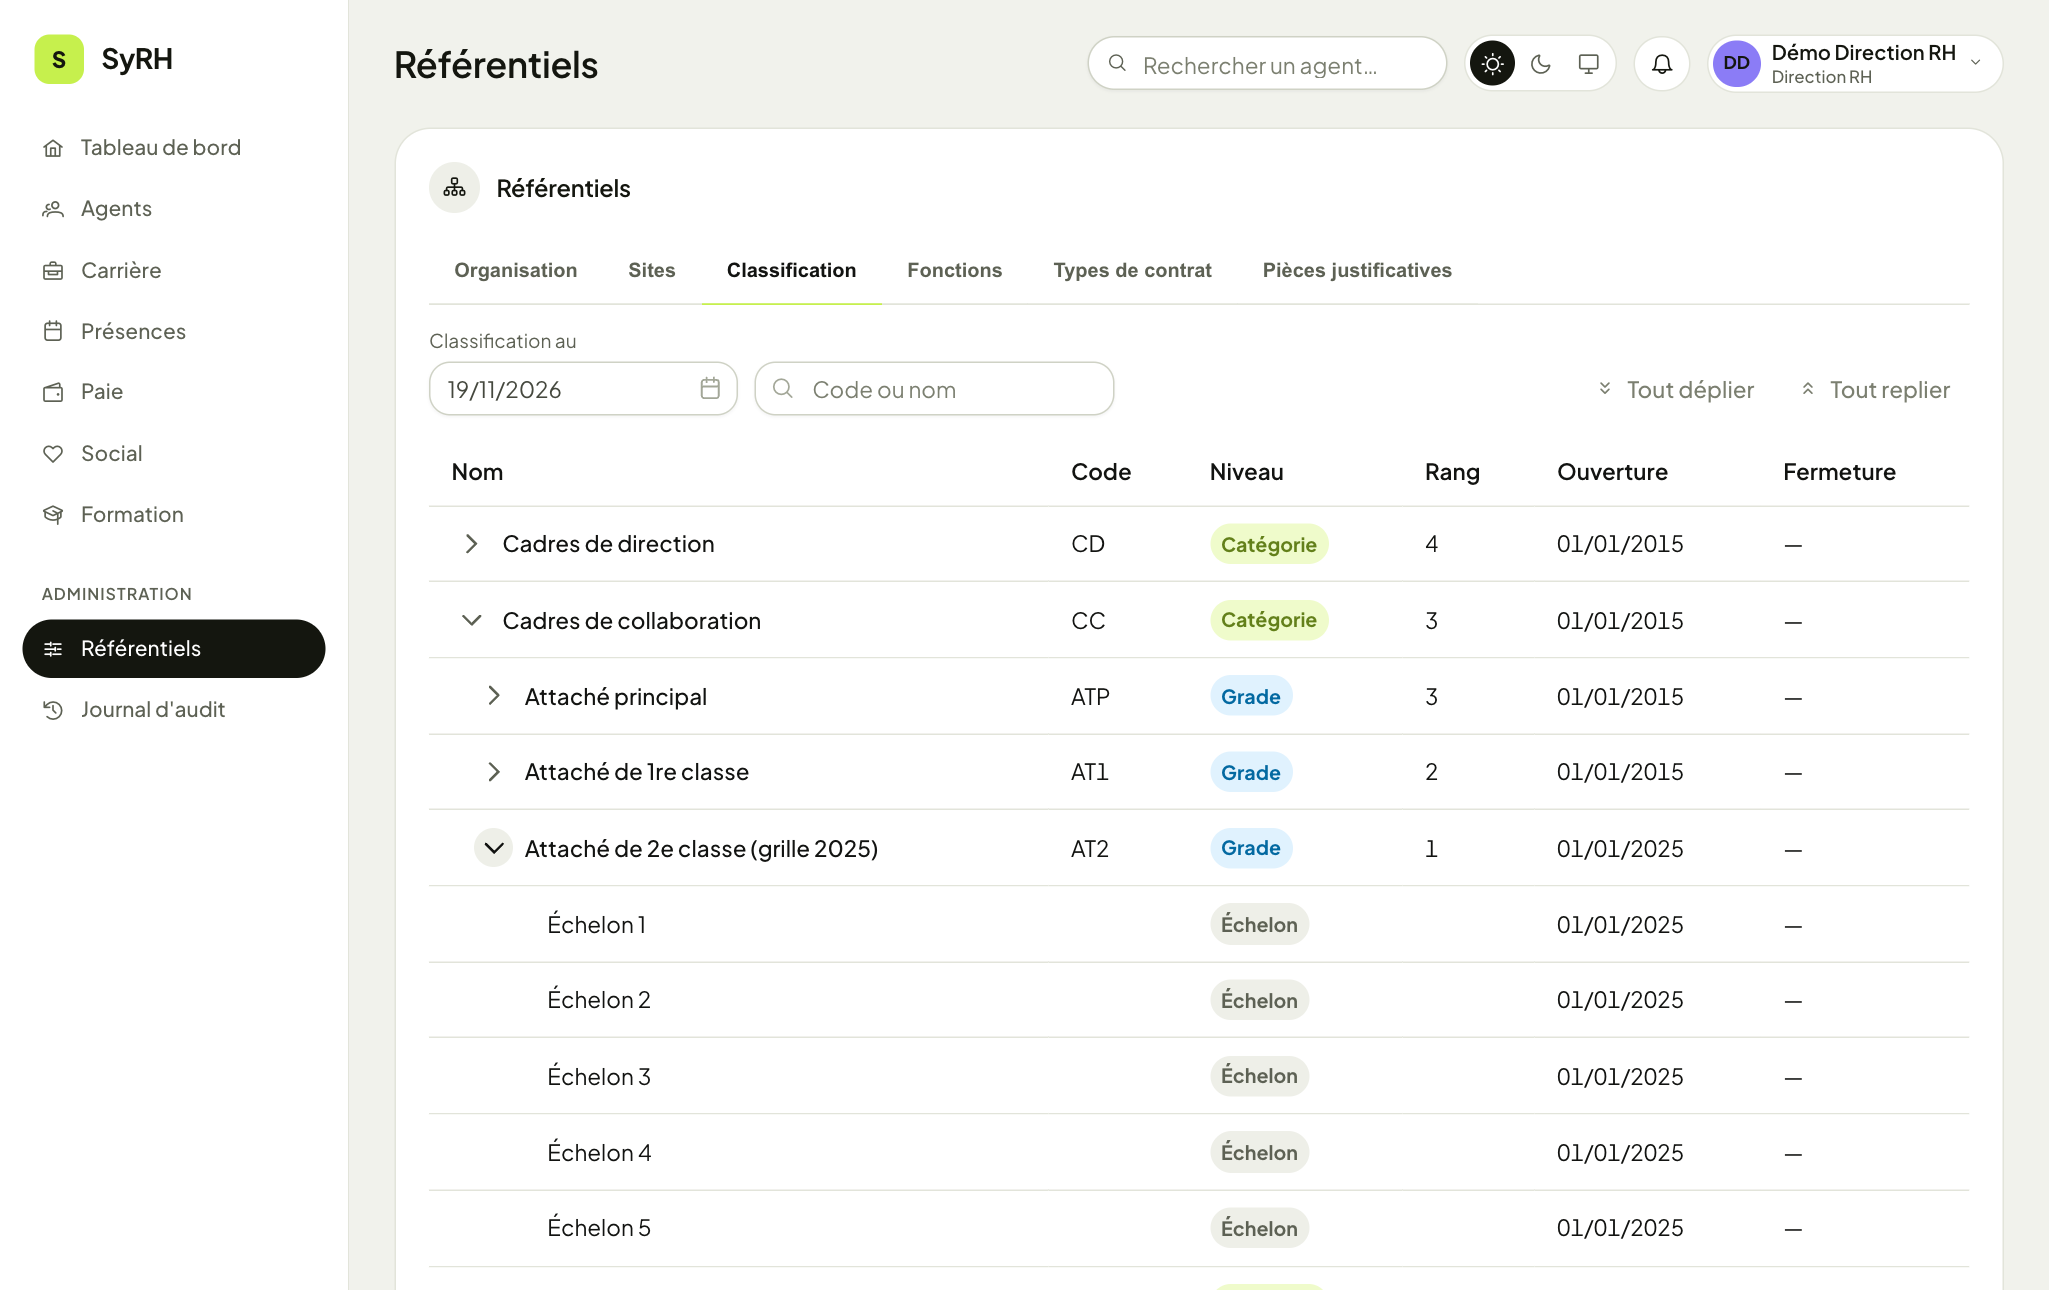 S SyRH
Tableau de bord
Agents
Carrière
Présences
Paie
Social
Formation
ADMINISTRATION
Référentiels
Journal d'audit
Référentiels
Rechercher un agent...
DD
Démo Direction RH
Direction RH
Référentiels
Organisation Sites Classification Fonctions Types de contrat Pièces justificatives
Classification au
19/11/2026 Code ou nom Tout déplier Tout replier
Nom Code Niveau Rang Ouverture Fermeture
Cadres de direction CD Catégorie 4 01/01/2015 —
Cadres de collaboration CC Catégorie 3 01/01/2015 —
Attaché principal ATP Grade 3 01/01/2015 —
Attaché de 1re classe AT1 Grade 2 01/01/2015 —
Attaché de 2e classe (grille 2025) AT2 Grade 1 01/01/2025 —
Échelon 1 Échelon 01/01/2025 —
Échelon 2 Échelon 01/01/2025 —
Échelon 3 Échelon 01/01/2025 —
Échelon 4 Échelon 01/01/2025 —
Échelon 5 Échelon 01/01/2025 —